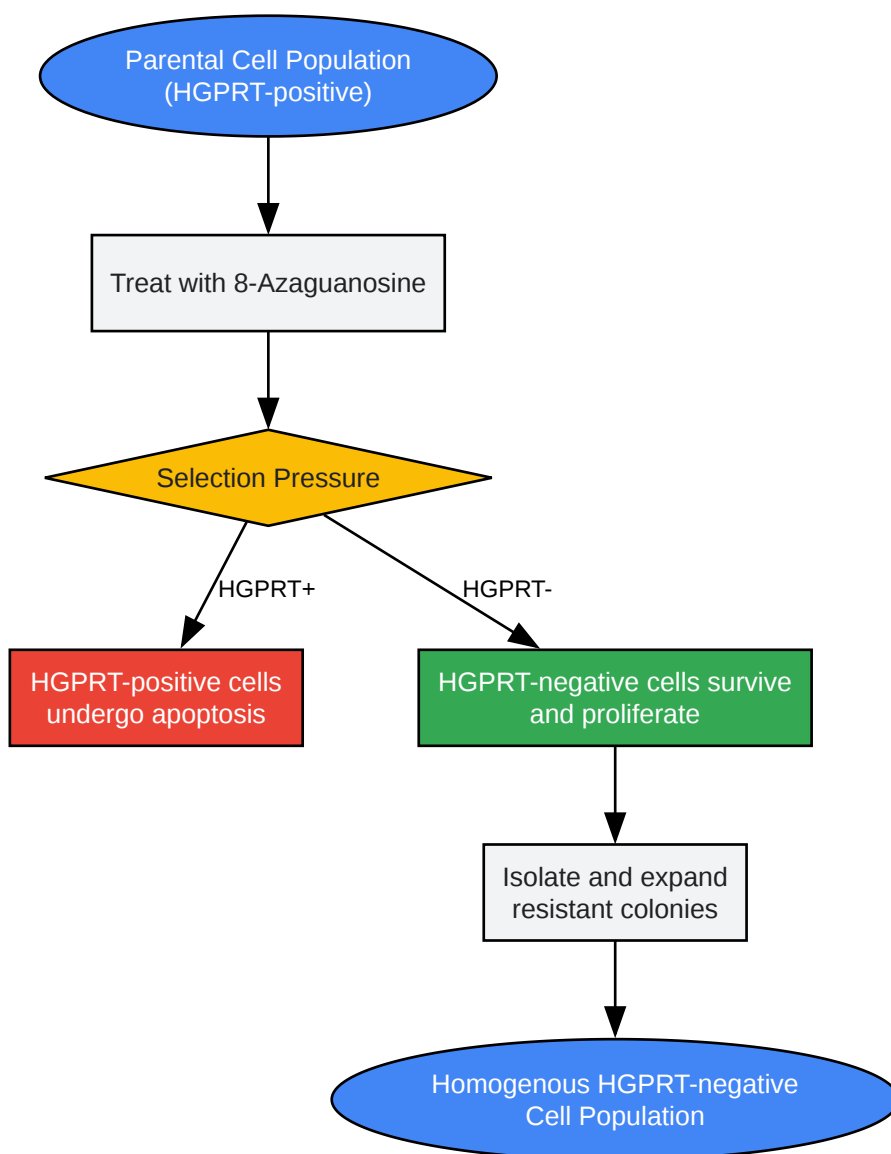 Parental Cell Population
(HGPRT-positive)
Treat with 8-Azaguanosine
Selection Pressure
HGPRT+
HGPRT-
HGPRT-positive cells
undergo apoptosis
HGPRT-negative cells survive
and proliferate
Isolate and expand
resistant colonies
Homogenous HGPRT-negative
Cell Population